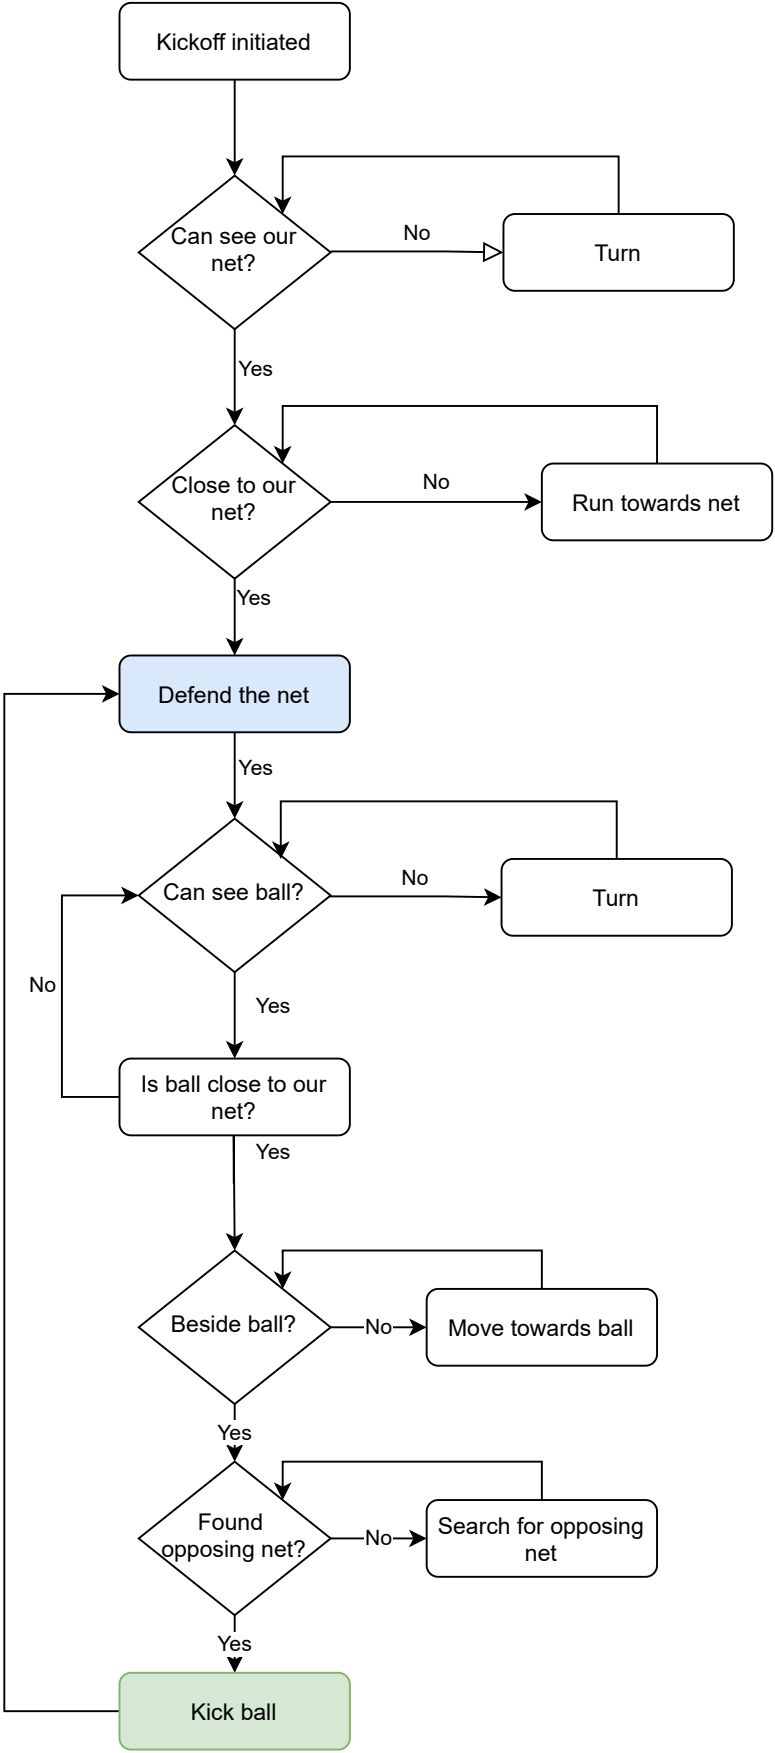 Kickoff initiated
Can see our
net?
No
Turn
Yes
Close to our
net?
No
Run towards net
Yes
Defend the net
Yes
Can see ball?
No
Turn
No
Yes
Is ball close to our
net?
Yes
Beside ball?
No
Move towards ball
Yes
Found
opposing net?
No
Search for opposing
net
Yes
Kick ball